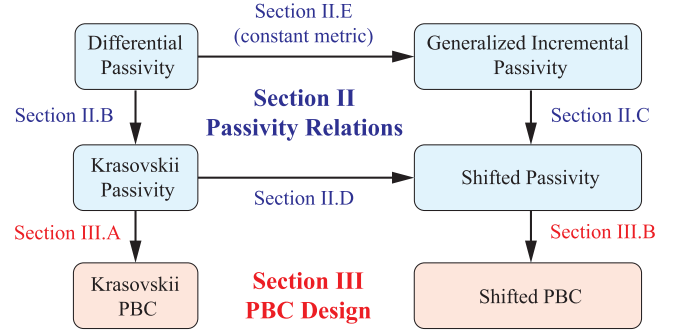 Section II.E
(constant metric)
Differential
Passivity
Generalized Incremental
Passivity
Section II.B
Section II
Passivity Relations
Section II.C
Krasovskii
Passivity
Shifted Passivity
Section II.D
Section III.A
Section III.B
Krasovskii
PBC
Section III
PBC Design
Shifted PBC